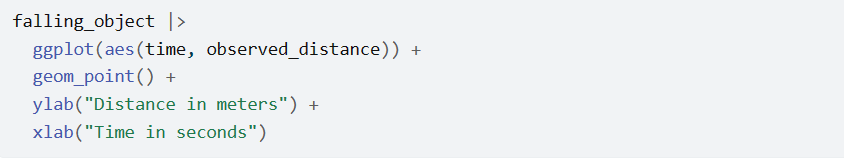 falling_object |>
  ggplot(aes(time, observed_distance)) +
  geom_point() +
  ylab("Distance in meters") +
  xlab("Time in seconds")